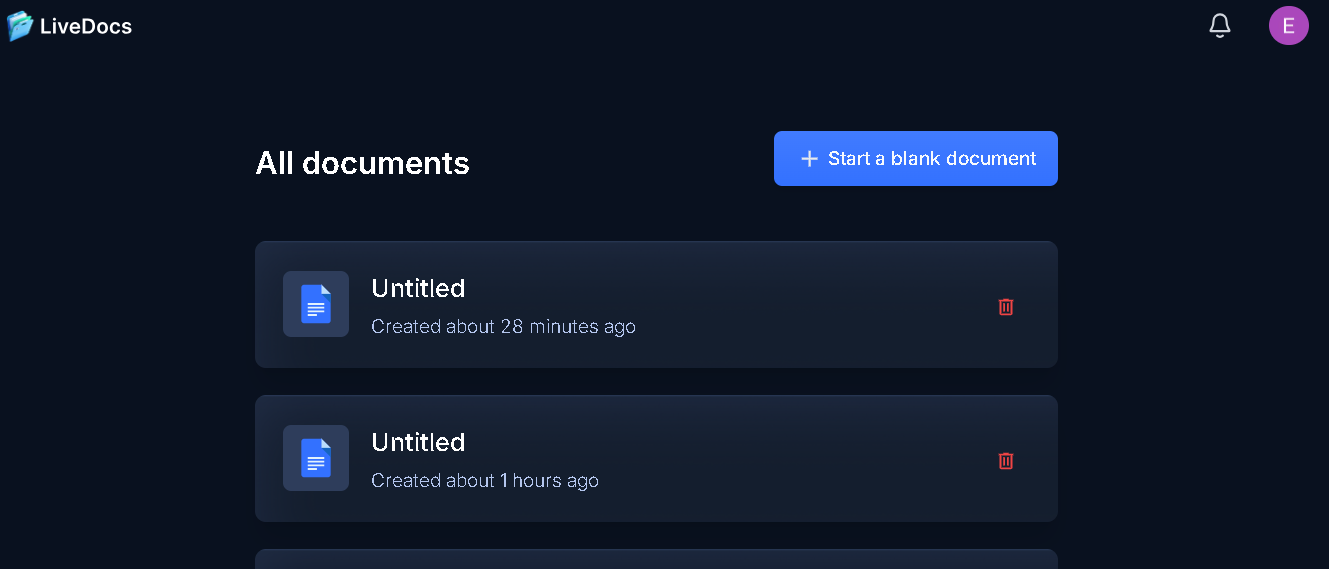 LiveDocs
E
All documents
Start a blank document
Untitled
Created about 28 minutes ago
Untitled
Created about 1 hours ago